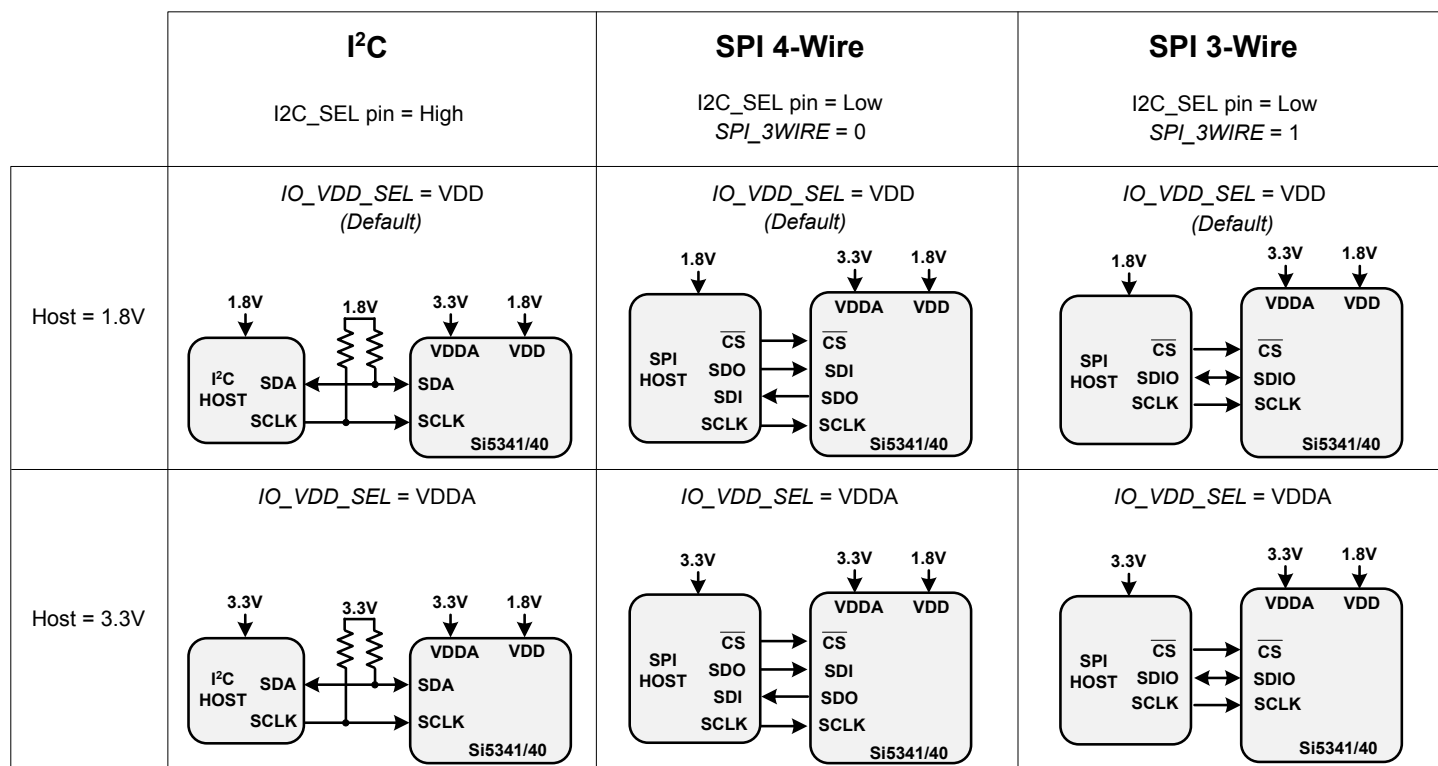 I²C
I2C_SEL pin = High
SPI 4-Wire
I2C_SEL pin = Low
SPI_3WIRE = 0
SPI 3-Wire
I2C_SEL pin = Low
SPI_3WIRE = 1
Host = 1.8V
IO_VDD_SEL = VDD
(Default)
1.8V 1.8V 3.3V 1.8V
VDDA VDD
I²C
HOST
SDA SDA
SCLK SCLK
Si5341/40
IO_VDD_SEL = VDD
(Default)
1.8V 3.3V 1.8V
VDDA VDD
SPI
HOST
CS CS
SDO SDI
SDI SDO
SCLK SCLK
Si5341/40
IO_VDD_SEL = VDD
(Default)
1.8V 3.3V 1.8V
VDDA VDD
SPI
HOST
CS CS
SDIO SDIO
SCLK SCLK
Si5341/40
Host = 3.3V
IO_VDD_SEL = VDDA
3.3V 3.3V 3.3V 1.8V
VDDA VDD
I²C
HOST
SDA SDA
SCLK SCLK
Si5341/40
IO_VDD_SEL = VDDA
3.3V 3.3V 1.8V
VDDA VDD
SPI
HOST
CS CS
SDO SDI
SDI SDO
SCLK SCLK
Si5341/40
IO_VDD_SEL = VDDA
3.3V 3.3V 1.8V
VDDA VDD
SPI
HOST
CS CS
SDIO SDIO
SCLK SCLK
Si5341/40